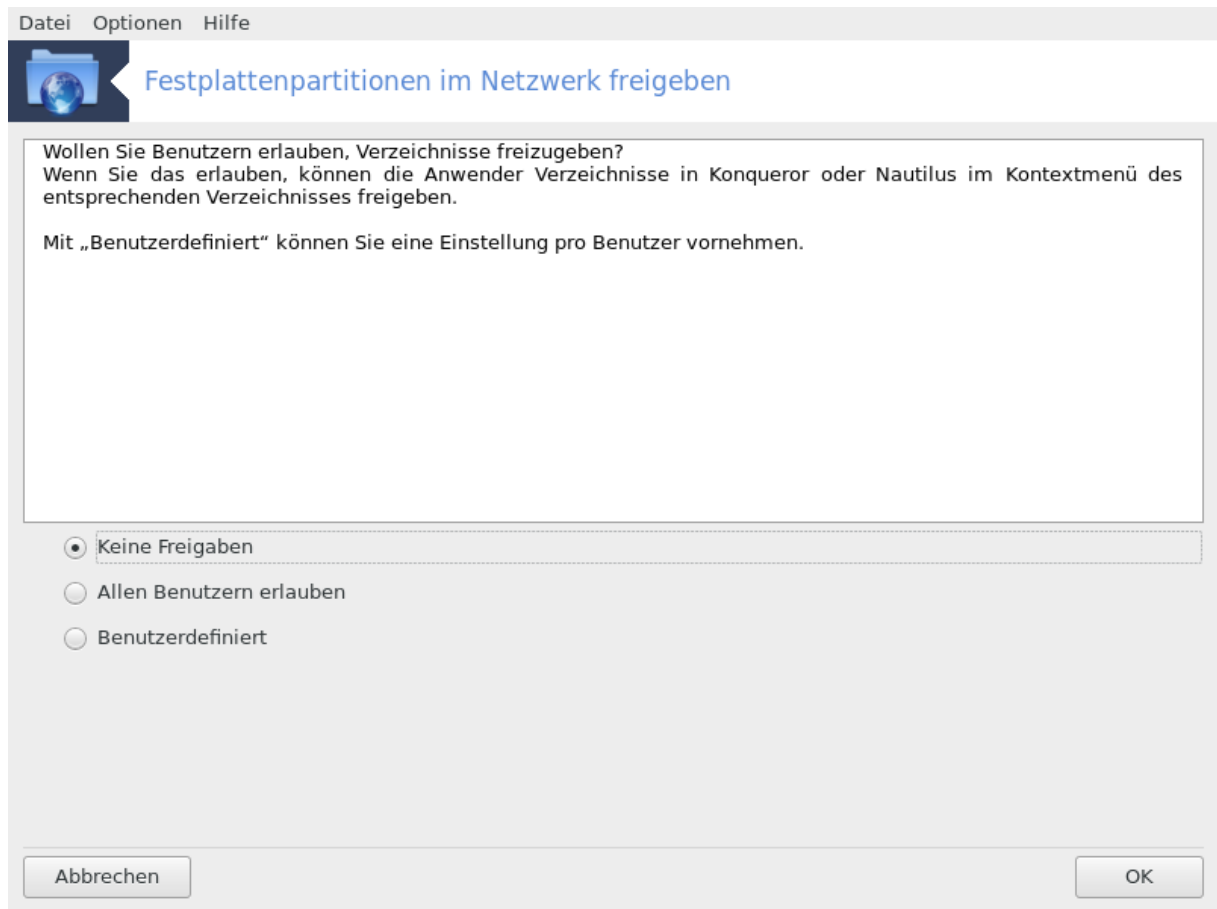 Datei Optionen Hilfe
Festplattenpartitionen im Netzwerk freigeben
Wollen Sie Benutzern erlauben, Verzeichnisse freizugeben?
Wenn Sie das erlauben, können die Anwender Verzeichnisse in Konqueror oder Nautilus im Kontextmenü des
entsprechenden Verzeichnisses freigeben.
Mit „Benutzerdefiniert“ können Sie eine Einstellung pro Benutzer vornehmen.
Keine Freigaben
Allen Benutzern erlauben
Benutzerdefiniert
Abbrechen OK